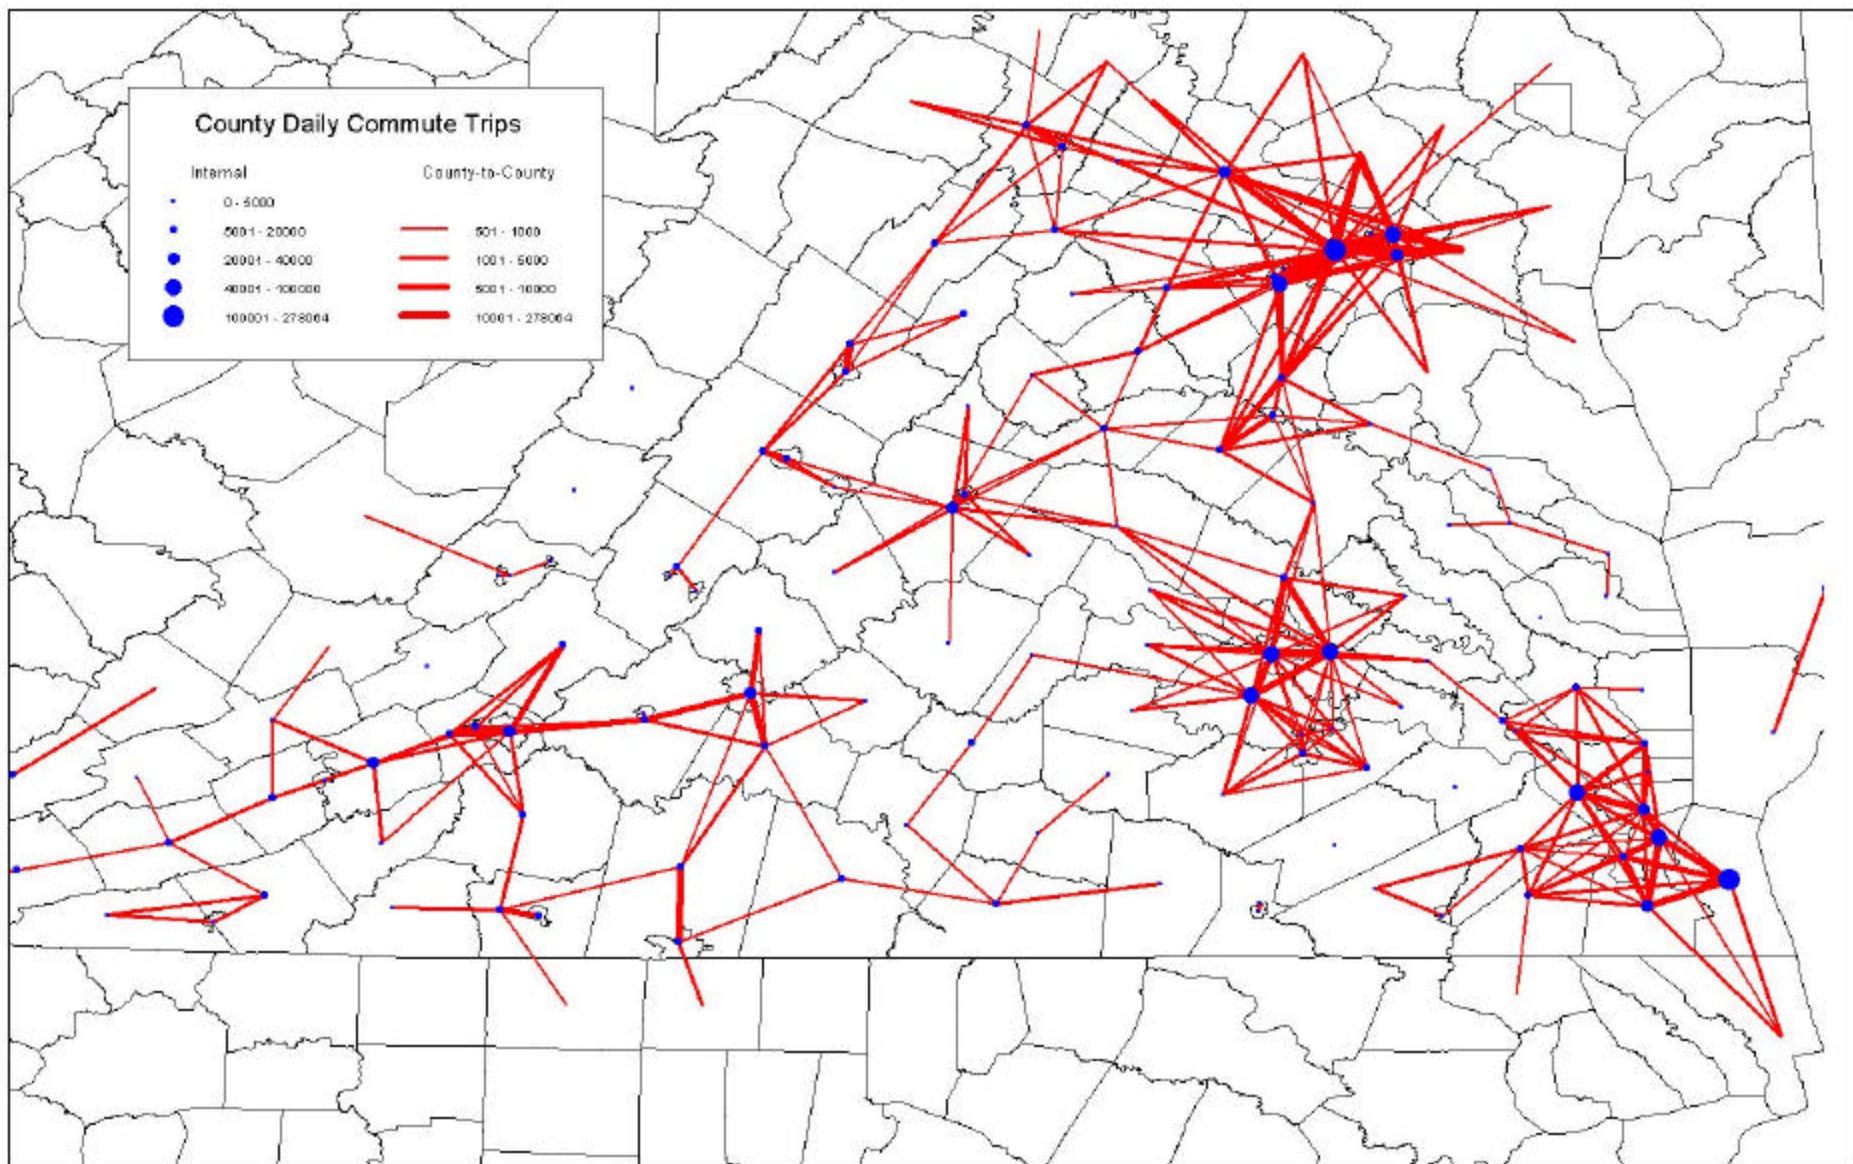 County Daily Commute Trips
Internal County-to-County
0 - 5000
5001 - 20000 501 - 1000
20001 - 40000 1001 - 5000
40001 - 100000 5001 - 10000
100001 - 278064 10001 - 278064